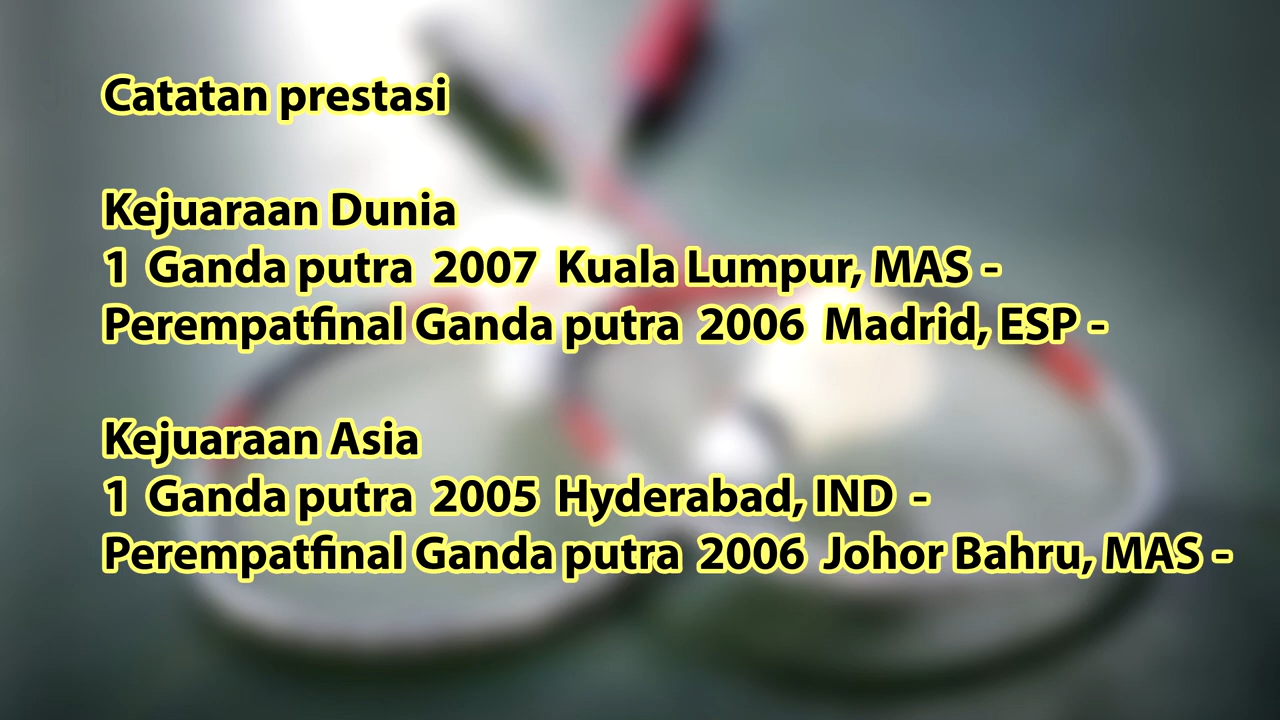 Catatan prestasi
Kejuaraan Dunia
1 Ganda putra 2007 Kuala Lumpur, MAS -
Perempatfinal Ganda putra 2006 Madrid, ESP -
Kejuaraan Asia
1 Ganda putra 2005 Hyderabad, IND -
Perempatfinal Ganda putra 2006 Johor Bahru, MAS -